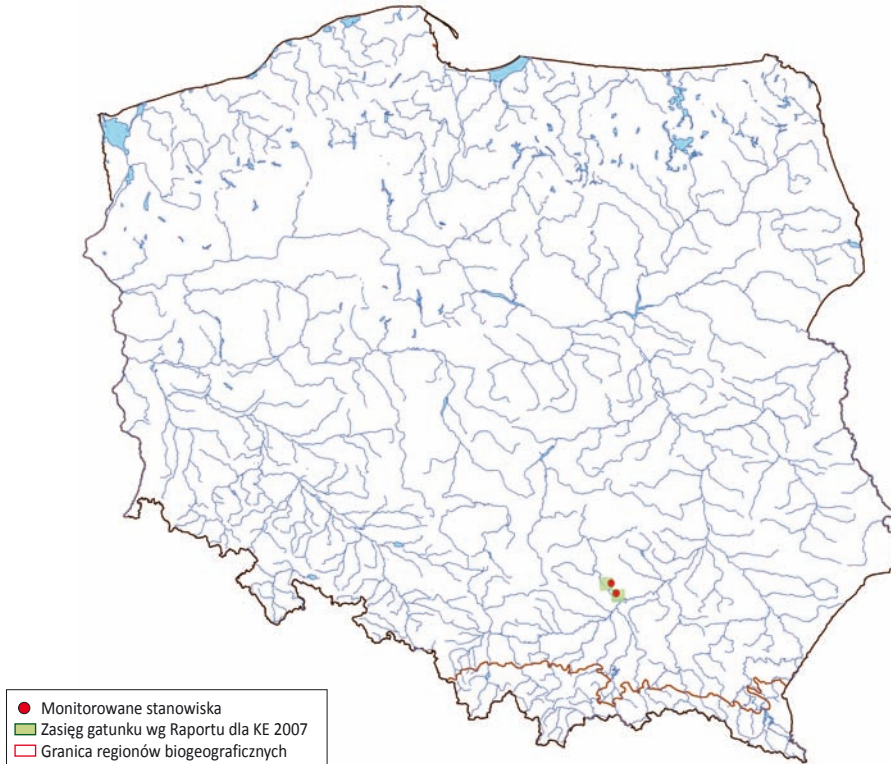 Monitorowane stanowiska
Zasięg gatunku wg Raportu dla KE 2007
Granica regionów biogeograficznych